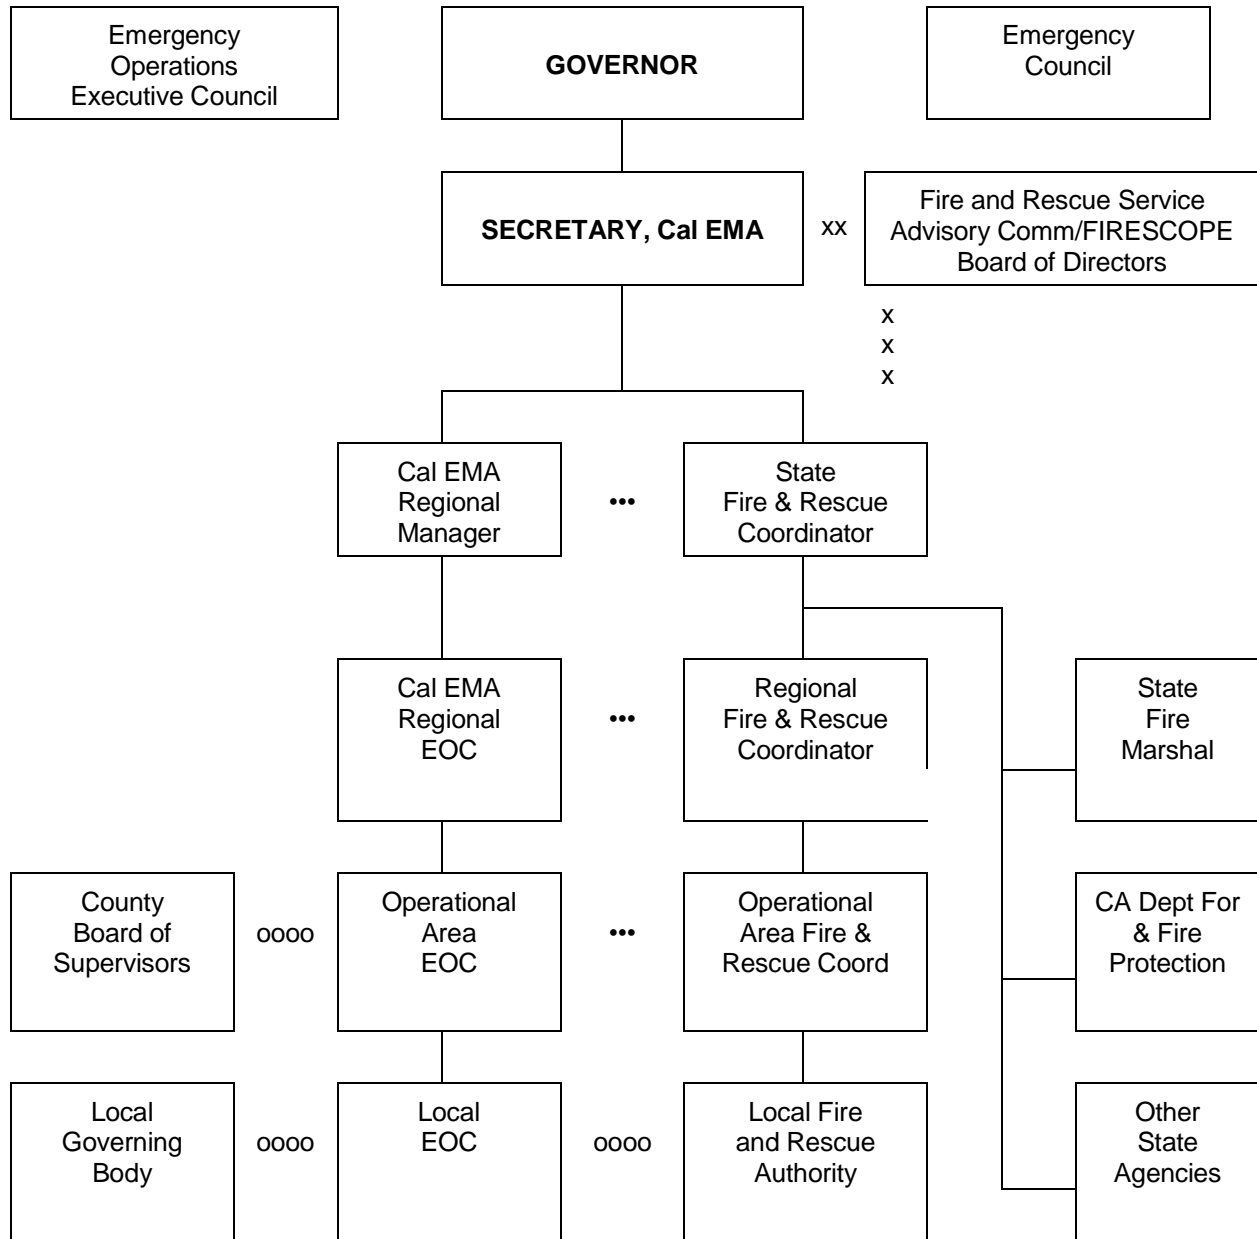 Emergency
Operations
Executive Council
GOVERNOR
Emergency
Council
SECRETARY, Cal EMA
xx
Fire and Rescue Service
Advisory Comm/FIRESCOPE
Board of Directors
x
x
x
Cal EMA
Regional
Manager
•••
State
Fire & Rescue
Coordinator
Cal EMA
Regional
EOC
•••
Regional
Fire & Rescue
Coordinator
State
Fire
Marshal
County
Board of
Supervisors
oooo
Operational
Area
EOC
•••
Operational
Area Fire &
Rescue Coord
CA Dept For
& Fire
Protection
Local
Governing
Body
oooo
Local
EOC
oooo
Local Fire
and Rescue
Authority
Other
State
Agencies